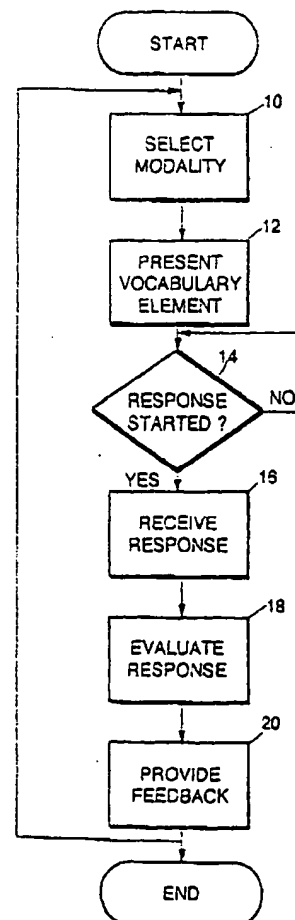 START
10
SELECT
MODALITY
12
PRESENT
VOCABULARY
ELEMENT
14
RESPONSE
STARTED ?
NO
YES
16
RECEIVE
RESPONSE
18
EVALUATE
RESPONSE
20
PROVIDE
FEEDBACK
END